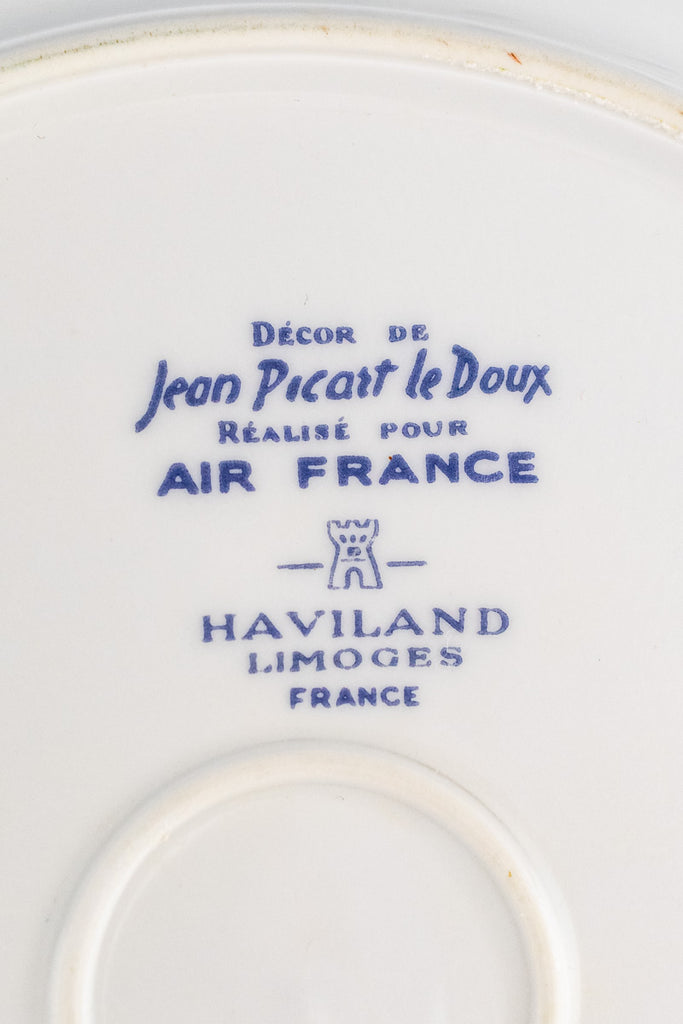 DÉCOR DE
Jean Picart le Doux
RÉALISÉ POUR
AIR FRANCE
HAVILAND
LIMOGES
FRANCE